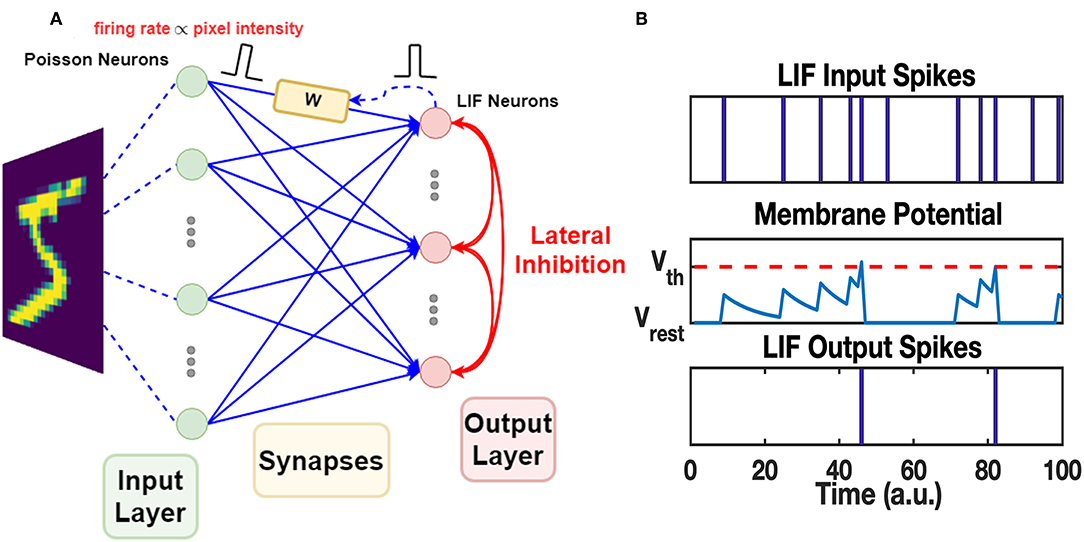 A
firing rate ∝ pixel intensity
Poisson Neurons
W
LIF Neurons
Lateral
Inhibition
Output
Layer
Synapses
Input
Layer
B
LIF Input Spikes
Membrane Potential
Vth
Vrest
LIF Output Spikes
0 20 40 60 80 100
Time (a.u.)